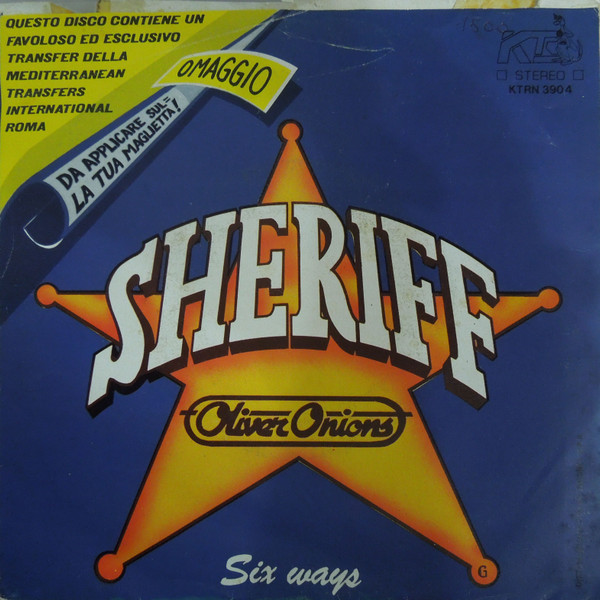 QUESTO DISCO CONTIENE UN
FAVOLOSO ED ESCLUSIVO
TRANSFER DELLA
MEDITERRANEAN
TRANSFERS
INTERNATIONAL
ROMA
OMAGGIO
DA APPLICARE SUL=
LA TUA MAGLIETTA!
STEREO
KTRN 3904
SHERIFF
Oliver Onions
Six ways
G